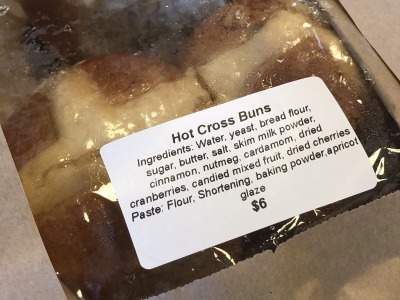 Hot Cross Buns
Ingredients: Water, yeast, bread flour,
sugar, butter, salt, skim milk powder,
cinnamon, nutmeg, cardamom, dried
cranberries, candied mixed fruit, dried cherries
Paste: Flour, Shortening, baking powder,apricot
glaze
$6